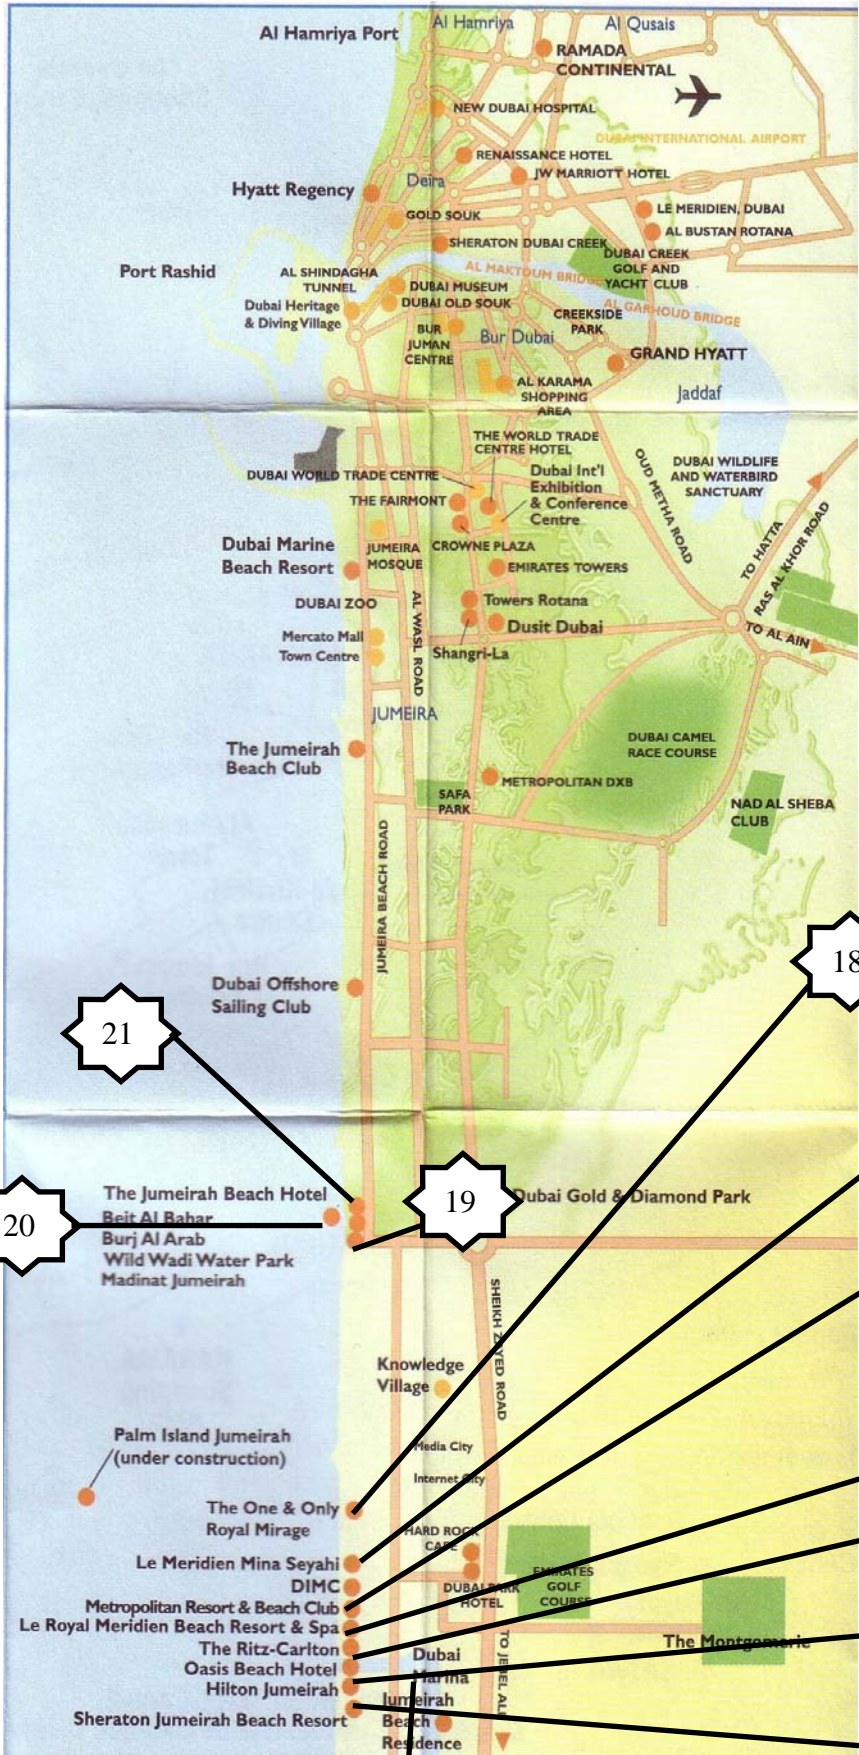 Al Hamriya Port
Al Hamriya
Al Qusais
RAMADA
CONTINENTAL
NEW DUBAI HOSPITAL
DUBAI INTERNATIONAL AIRPORT
RENAISSANCE HOTEL
JW MARRIOTT HOTEL
Deira
Hyatt Regency
GOLD SOUK
LE MERIDIEN, DUBAI
AL BUSTAN ROTANA
SHERATON DUBAI CREEK
DUBAI CREEK
GOLF AND
YACHT CLUB
Port Rashid
AL SHINDAGHA
TUNNEL
AL MAKTOUM BRIDGE
DUBAI MUSEUM
DUBAI OLD SOUK
Dubai Heritage
& Diving Village
AL GARHOUD BRIDGE
CREEKSIDE
PARK
BUR
JUMAN
CENTRE
Bur Dubai
GRAND HYATT
AL KARAMA
SHOPPING
AREA
Jaddaf
THE WORLD TRADE
CENTRE HOTEL
DUBAI WORLD TRADE CENTRE
Dubai Int'l
Exhibition
& Conference
Centre
OUD METHA ROAD
DUBAI WILDLIFE
AND WATERBIRD
SANCTUARY
THE FAIRMONT
TO HATTA
RAS AL KHOR ROAD
Dubai Marine
Beach Resort
JUMEIRA
MOSQUE
CROWNE PLAZA
EMIRATES TOWERS
DUBAI ZOO
AL WASL ROAD
Towers Rotana
Dusit Dubai
TO AL AIN
Mercato Mall
Town Centre
Shangri-La
JUMEIRA
The Jumeirah
Beach Club
DUBAI CAMEL
RACE COURSE
METROPOLITAN DXB
SAFA
PARK
NAD AL SHEBA
CLUB
JUMEIRA BEACH ROAD
18
Dubai Offshore
Sailing Club
21
The Jumeirah Beach Hotel
19
Dubai Gold & Diamond Park
20
Beit Al Bahar
Burj Al Arab
Wild Wadi Water Park
Madinat Jumeirah
SHEIKH ZAYED ROAD
Knowledge
Village
Palm Island Jumeirah
(under construction)
Media City
Internet City
The One & Only
Royal Mirage
HARD ROCK
CAFE
Le Meridien Mina Seyahi
DIMC
DUBAI PARK
HOTEL
EMIRATES
GOLF
COURSE
Metropolitan Resort & Beach Club
Le Royal Meridien Beach Resort & Spa
The Ritz-Carlton
The Montgomerie
Oasis Beach Hotel
Hilton Jumeirah
Dubai
Marina
TO JEBEL ALI
Sheraton Jumeirah Beach Resort
Jumeirah
Beach
Residence